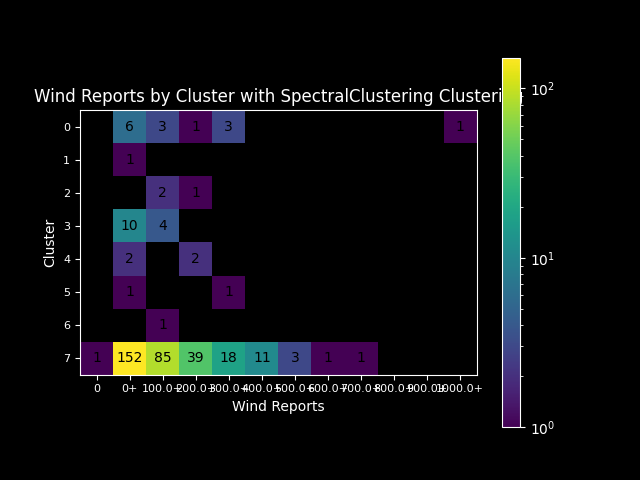 Wind Reports by Cluster with SpectralClustering Clusteri
10²
0 6 3 1 3 1
1 1
2 2 1
3 10 4
10¹
Cluster
4 2 2
5 1 1
6 1
7 1 152 85 39 18 11 3 1 1
0 0+ 100.0+ 200.0+ 300.0+ 400.0+ 500.0+ 600.0+ 700.0+ 800.0+ 900.0+ 1000.0+
Wind Reports
10⁰